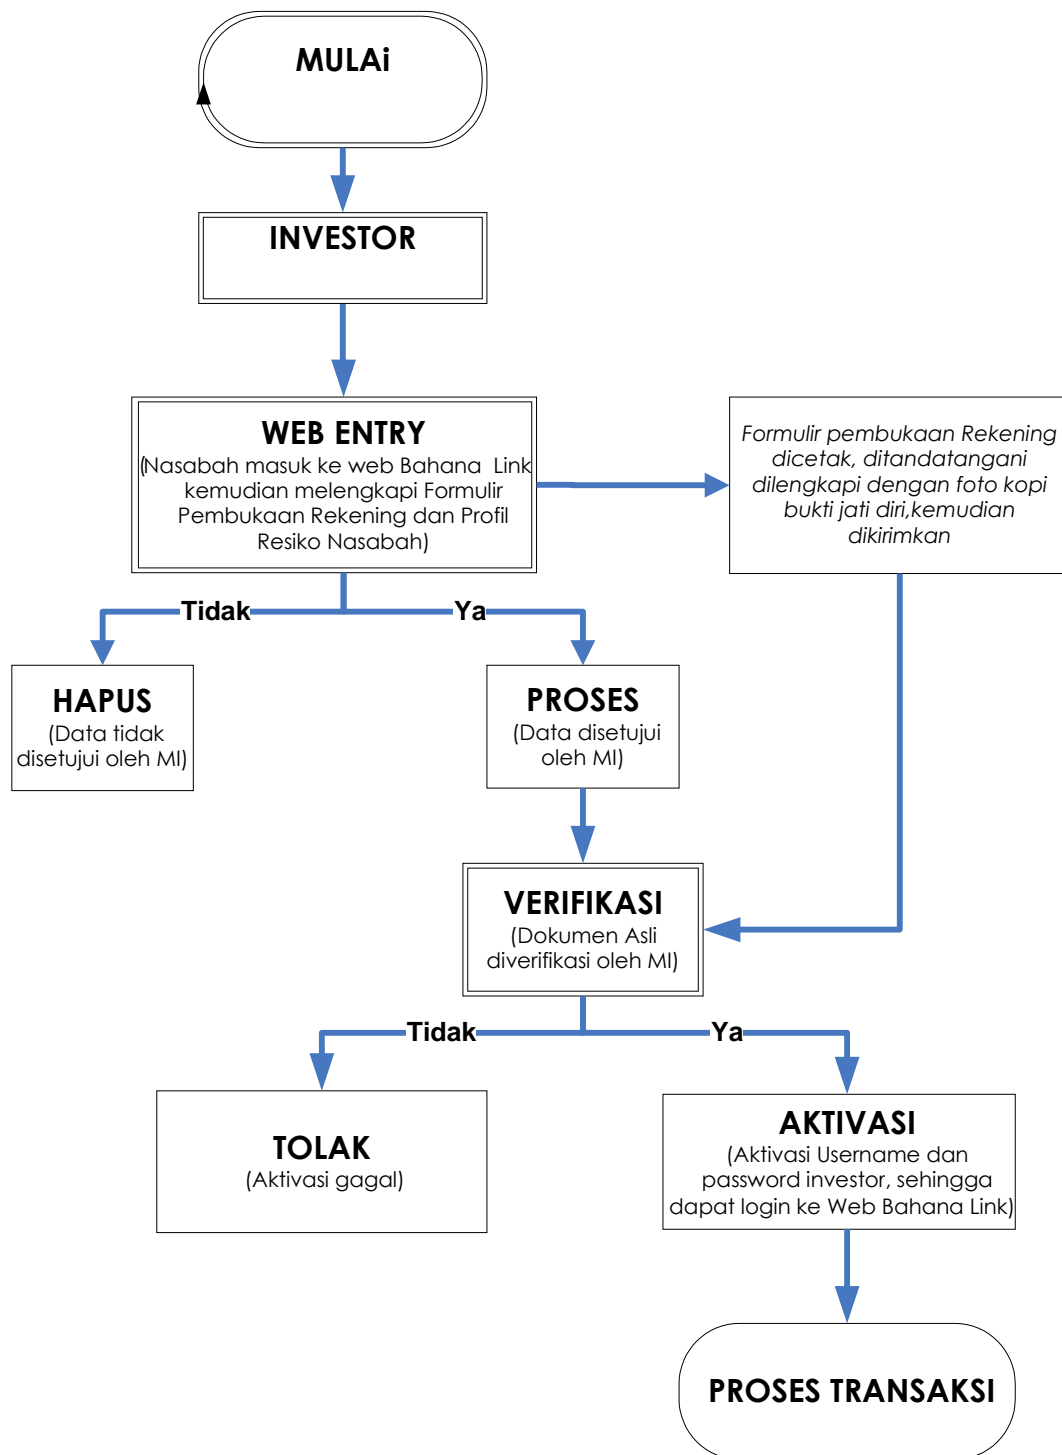 MULAi
INVESTOR
WEB ENTRY
(Nasabah masuk ke web Bahana Link
kemudian melengkapi Formulir
Pembukaan Rekening dan Profil
Resiko Nasabah)
Formulir pembukaan Rekening
dicetak, ditandatangani
dilengkapi dengan foto kopi
bukti jati diri,kemudian
dikirimkan
Tidak
Ya
HAPUS
(Data tidak
disetujui oleh MI)
PROSES
(Data disetujui
oleh MI)
VERIFIKASI
(Dokumen Asli
diverifikasi oleh MI)
Tidak
Ya
TOLAK
(Aktivasi gagal)
AKTIVASI
(Aktivasi Username dan
password investor, sehingga
dapat login ke Web Bahana Link)
PROSES TRANSAKSI